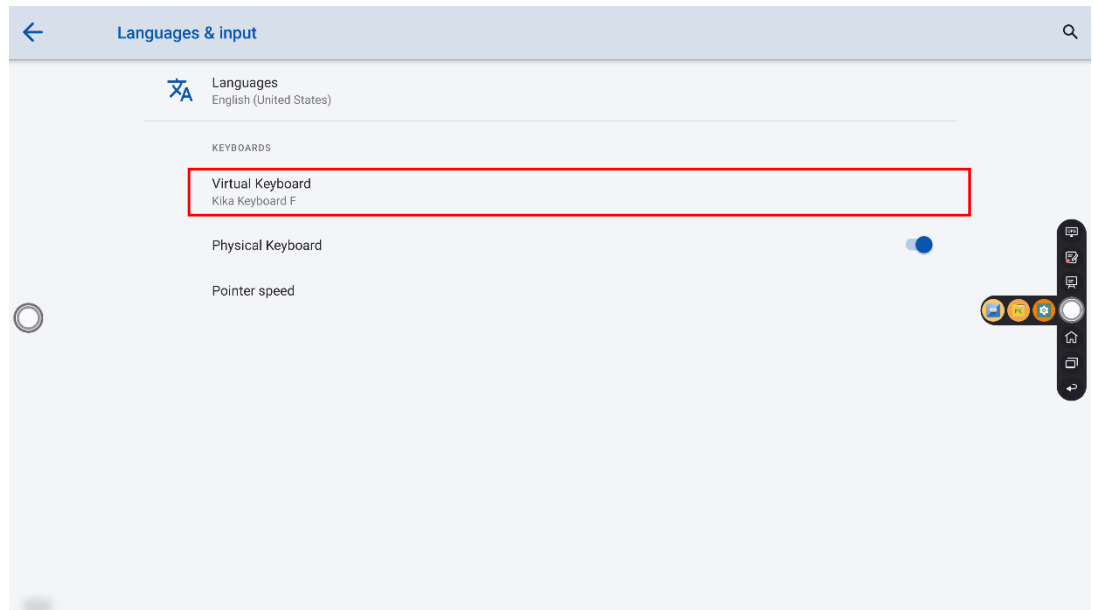 Languages & input
Languages
English (United States)
KEYBOARDS
Virtual Keyboard
Kika Keyboard F
Physical Keyboard
Pointer speed